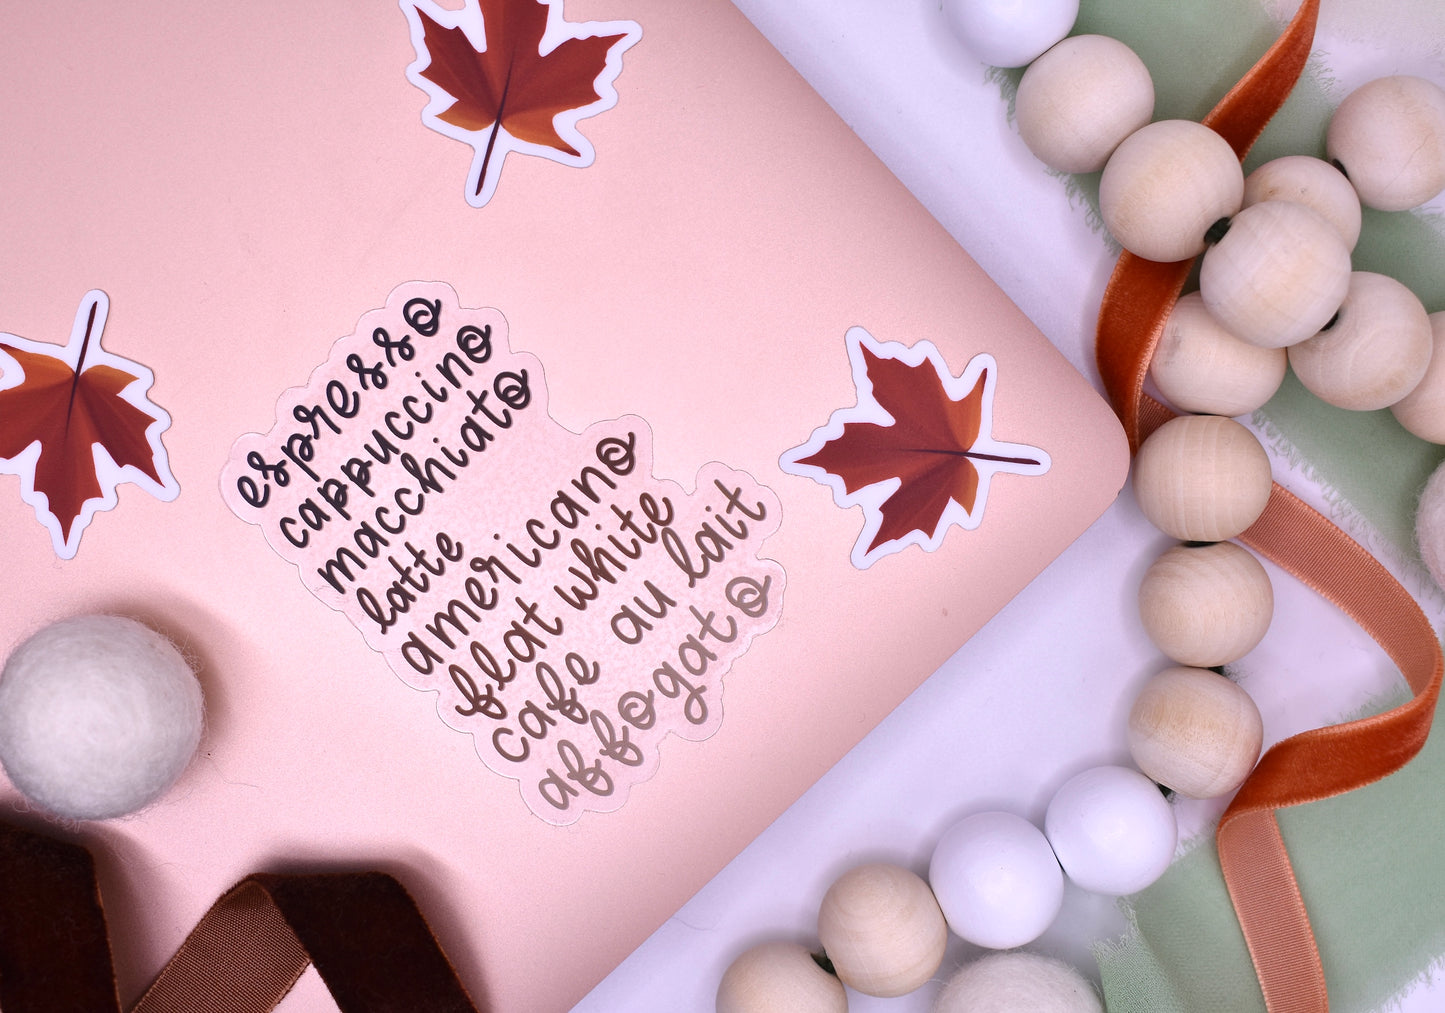 espresso
cappuccino
macchiato
latte
americano
flat white
cafe au lait
affogato